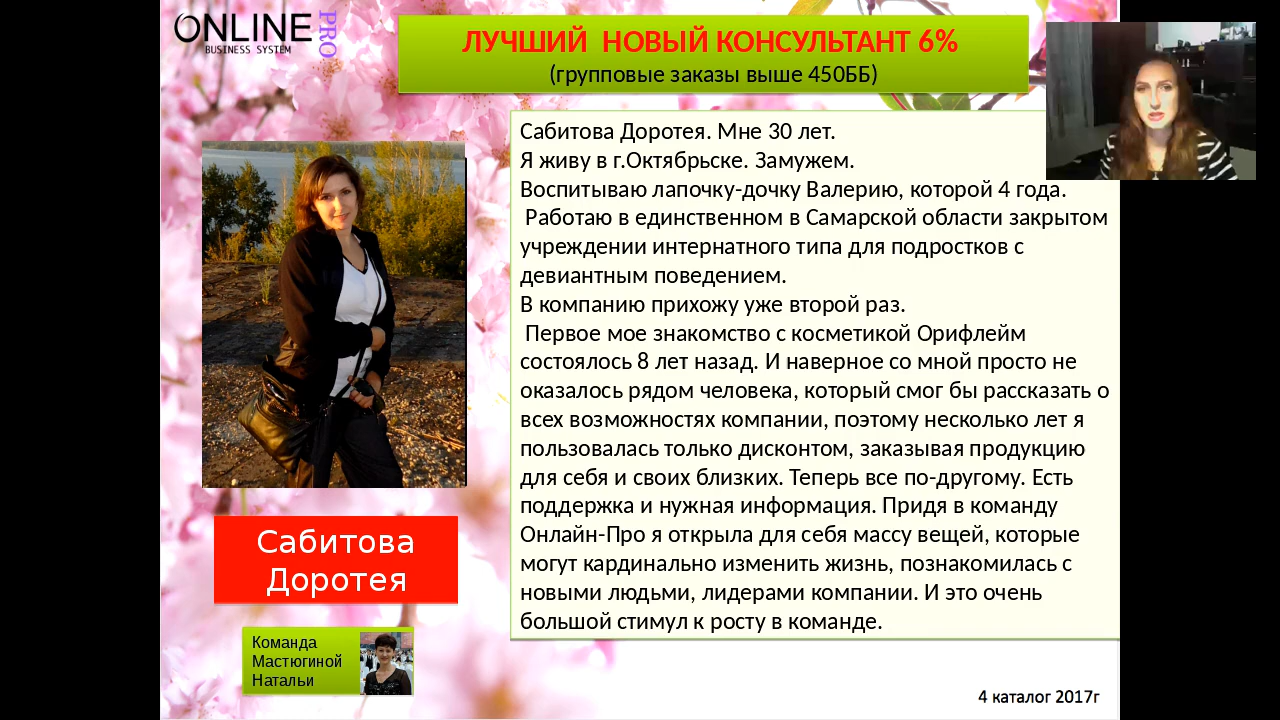 ONLINE PRO
BUSINESS SYSTEM
ЛУЧШИЙ НОВЫЙ КОНСУЛЬТАНТ 6%
(групповые заказы выше 450ББ)
Сабитова Доротея. Мне 30 лет.
Я живу в г.Октябрьске. Замужем.
Воспитываю лапочку-дочку Валерию, которой 4 года.
Работаю в единственном в Самарской области закрытом
учреждении интернатного типа для подростков с
девиантным поведением.
В компанию прихожу уже второй раз.
Первое мое знакомство с косметикой Орифлейм
состоялось 8 лет назад. И наверное со мной просто не
оказалось рядом человека, который смог бы рассказать о
всех возможностях компании, поэтому несколько лет я
пользовалась только дисконтом, заказывая продукцию
для себя и своих близких. Теперь все по-другому. Есть
поддержка и нужная информация. Придя в команду
Онлайн-Про я открыла для себя массу вещей, которые
могут кардинально изменить жизнь, познакомилась с
новыми людьми, лидерами компании. И это очень
большой стимул к росту в команде.
Сабитова
Доротея
Команда
Мастюгиной
Натальи
4 каталог 2017г